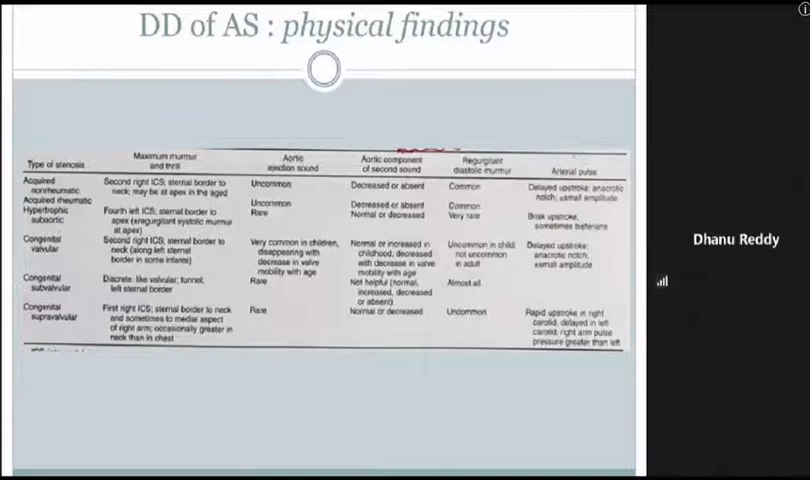 DD of AS : physical findings
Type of stenosis
Maximum murmur
and thrill
Aortic
ejection sound
Aortic component
of second sound
Regurgitant
diastolic murmur
Arterial pulse
Acquired
nonrheumatic
Second right ICS; sternal border to
neck; may be at apex in the aged
Uncommon
Decreased or absent
Common
Delayed upstroke; anacrotic
notch; ±small amplitude
Acquired rheumatic
Uncommon
Decreased or absent
Common
Hypertrophic
subaortic
Fourth left ICS; sternal border to
apex (±regurgitant systolic murmur
at apex)
Rare
Normal or decreased
Very rare
Brisk upstroke,
sometimes bisferiens
Congenital
valvular
Second right ICS; sternal border to
neck (along left sternal
border in some infants)
Very common in children,
disappearing with
decrease in valve
mobility with age
Normal or increased in
childhood; decreased
with decrease in valve
mobility with age
Uncommon in child
not uncommon
in adult
Delayed upstroke;
anacrotic notch,
±small amplitude
Congenital
subvalvular
Discrete: like valvular; tunnel:
left sternal border
Rare
Not helpful (normal,
increased, decreased
or absent)
Almost all
Congenital
supravalvular
First right ICS; sternal border to neck
and sometimes to medial aspect
of right arm; occasionally greater in
neck than in chest
Rare
Normal or decreased
Uncommon
Rapid upstroke in right
carotid, delayed in left
carotid; right arm pulse
pressure greater than left
Dhanu Reddy